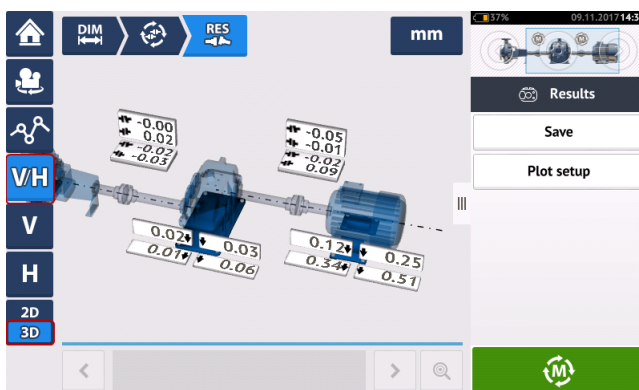 37%
09.11.2017 14:3
DIM
RES
mm
Results
Save
Plot setup
V/H
V
H
2D
3D
-0.00
0.02
-0.02
-0.03
-0.05
-0.01
-0.02
0.09
0.02
0.03
0.01
0.06
0.12
0.25
0.34
0.51
M
M
M